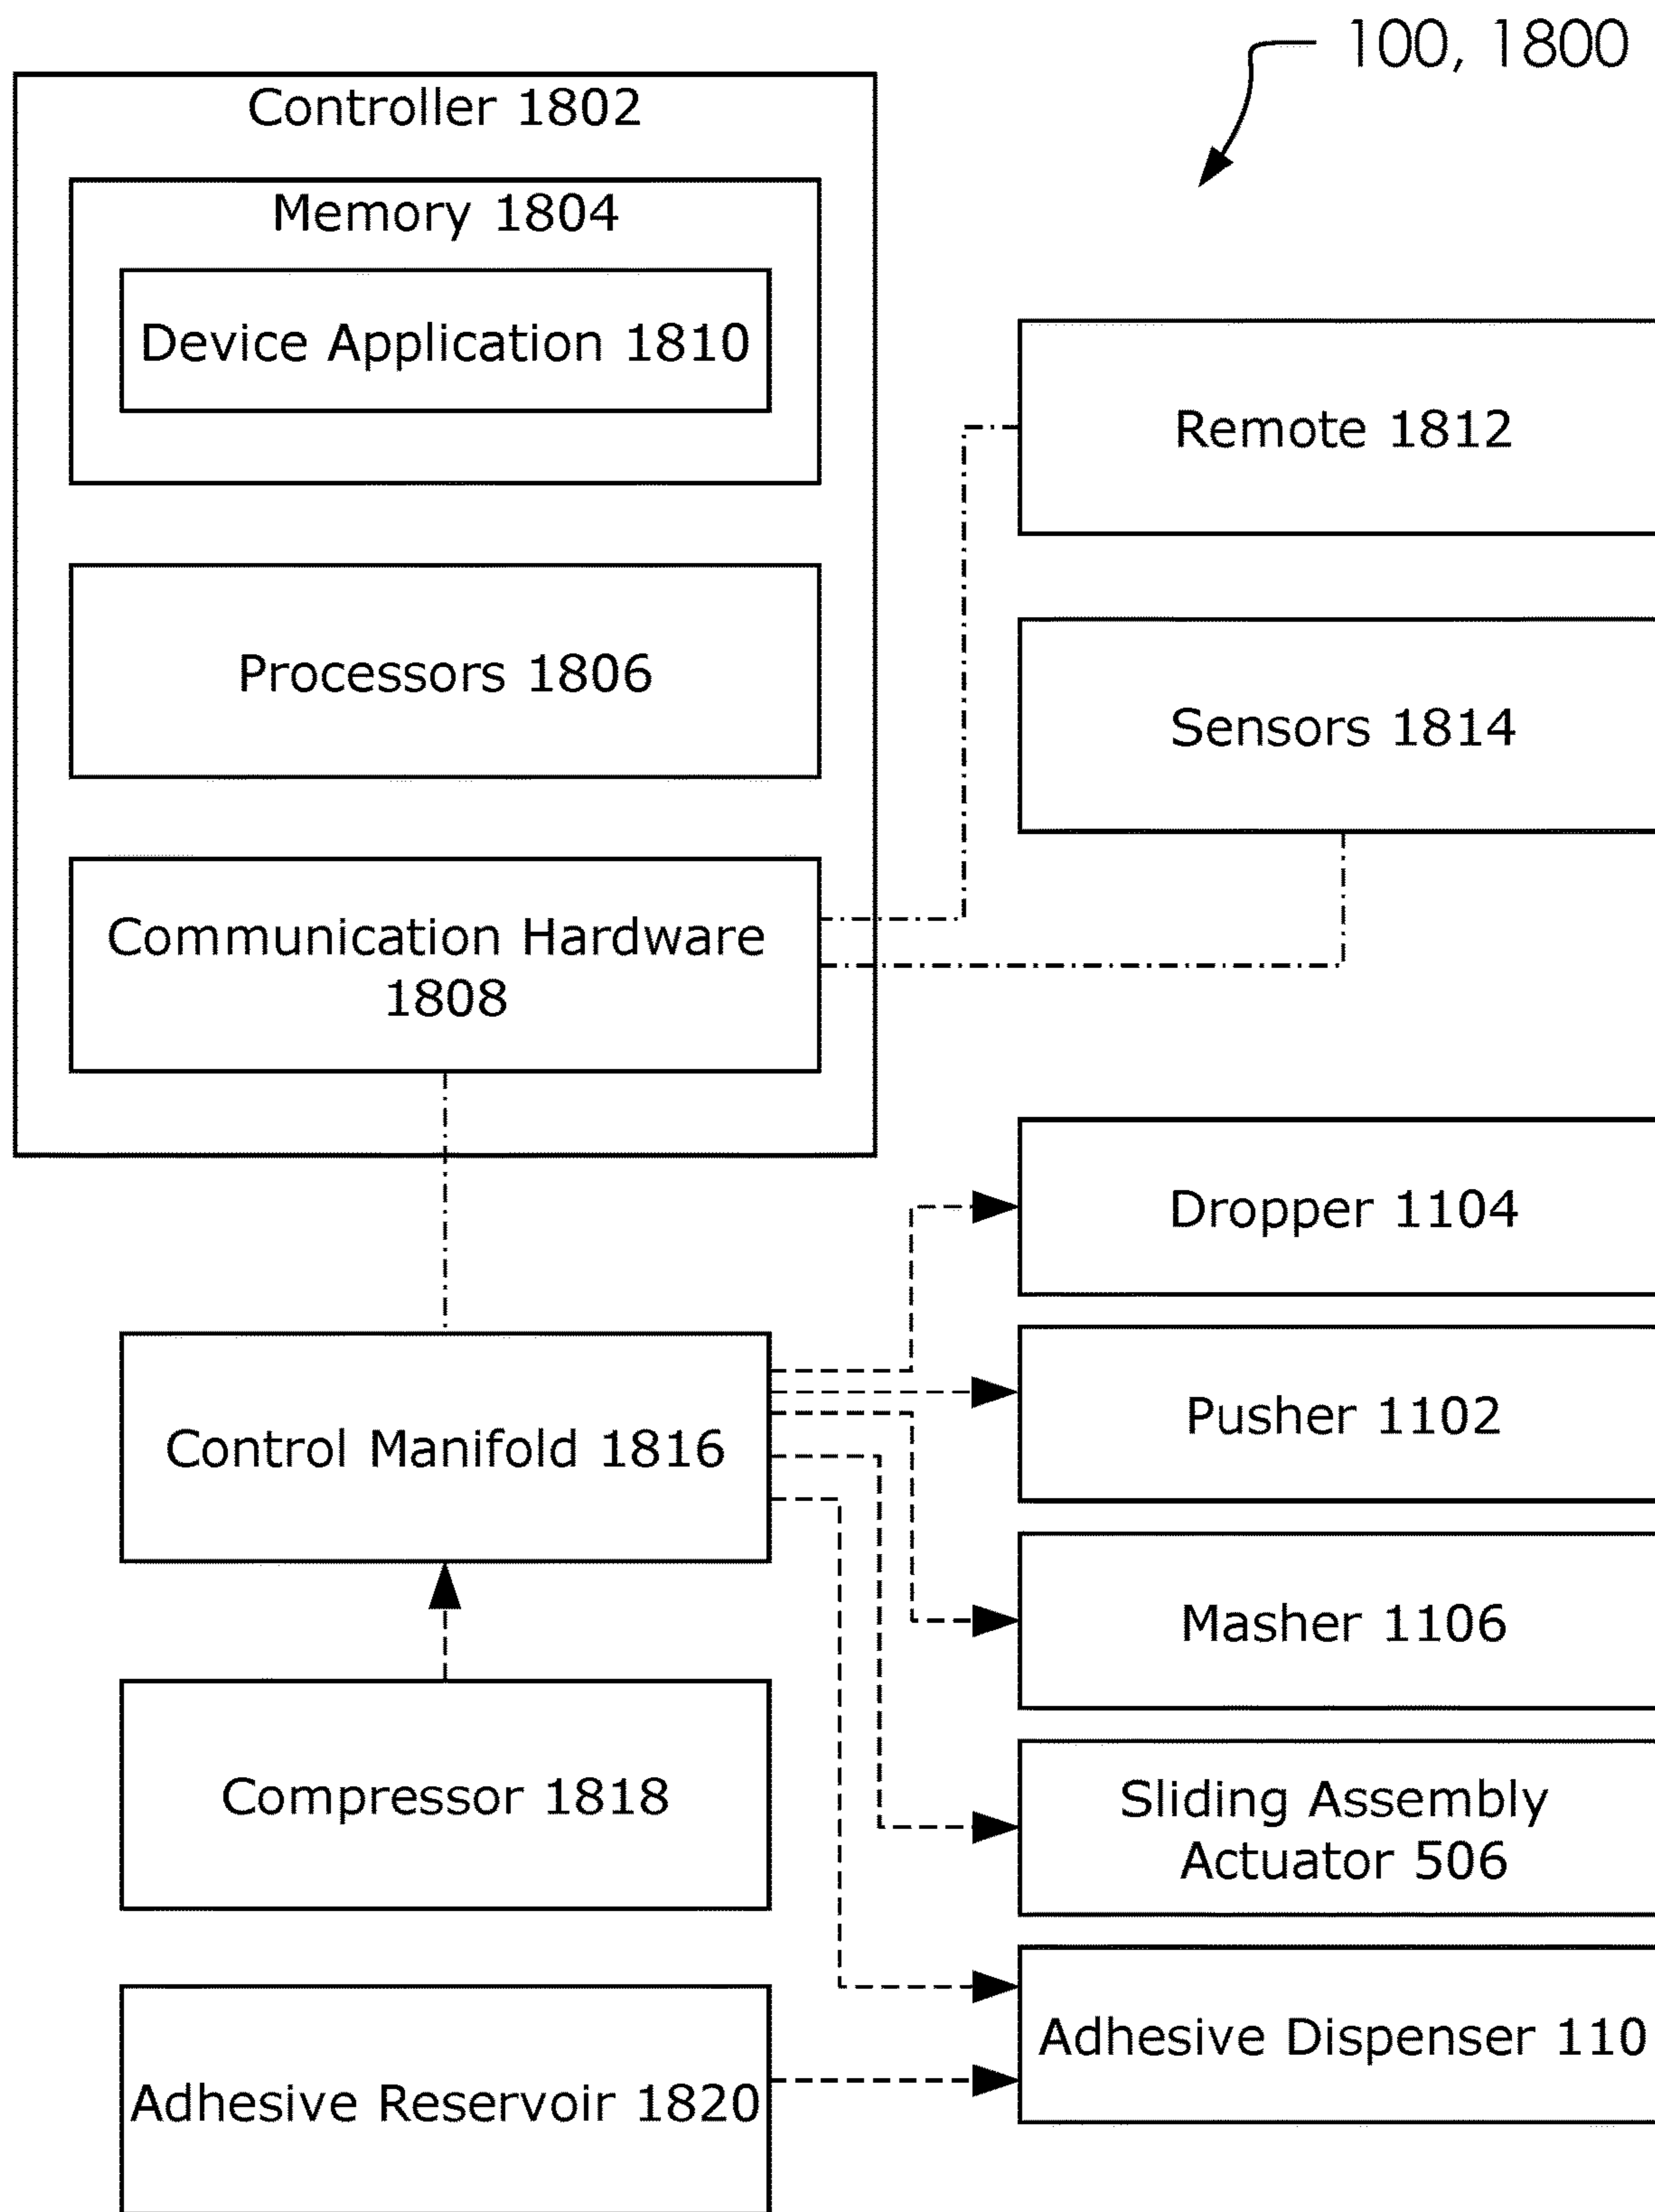 100, 1800
Controller 1802
Memory 1804
Device Application 1810
Processors 1806
Communication Hardware
1808
Remote 1812
Sensors 1814
Control Manifold 1816
Compressor 1818
Adhesive Reservoir 1820
Dropper 1104
Pusher 1102
Masher 1106
Sliding Assembly
Actuator 506
Adhesive Dispenser 110